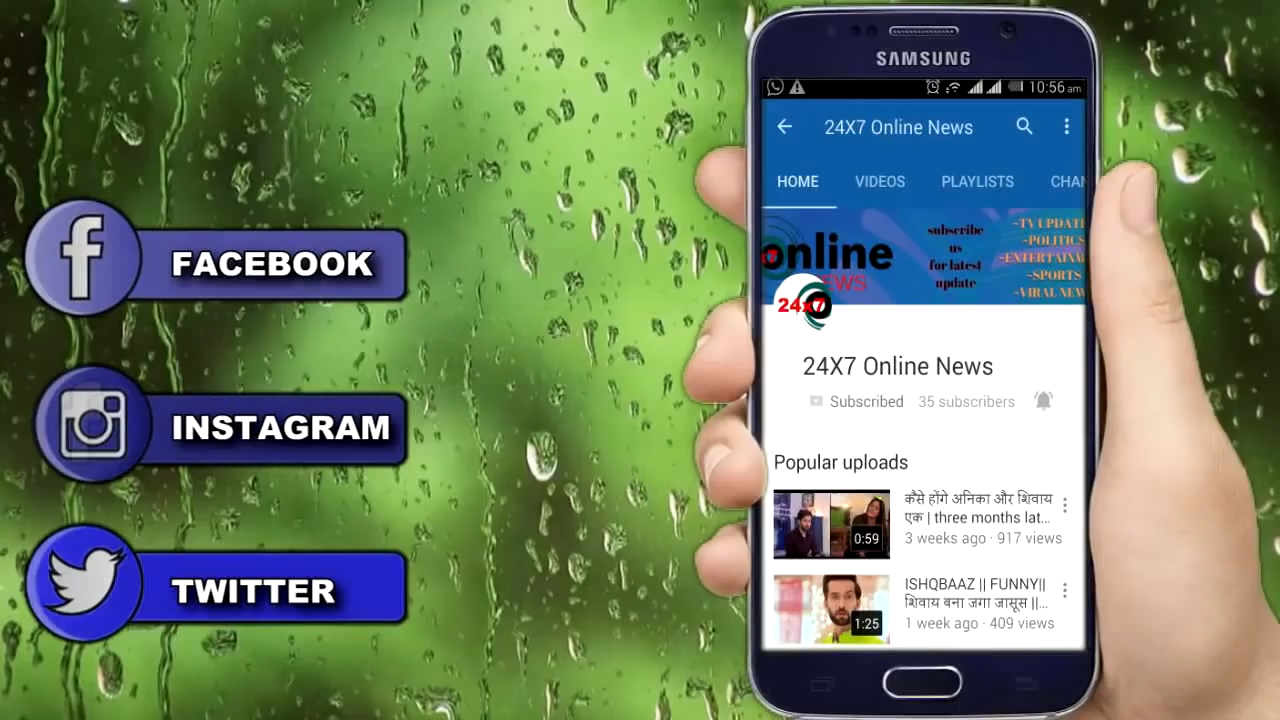 FACEBOOK
INSTAGRAM
TWITTER
SAMSUNG
10:56 am
24X7 Online News
HOME VIDEOS PLAYLISTS CHAN
online
NEWS
subscribe
us
for latest
update
~TV UPDATE
~POLITICS
~ENTERTAINM
~SPORTS
~VIRAL NEW
24x7
24X7 Online News
Subscribed 35 subscribers
Popular uploads
कैसे होंगे अनिका और शिवाय
एक | three months lat...
3 weeks ago · 917 views
0:59
ISHQBAAZ || FUNNY||
शिवाय बना जगा जासूस ||...
1 week ago · 409 views
1:25